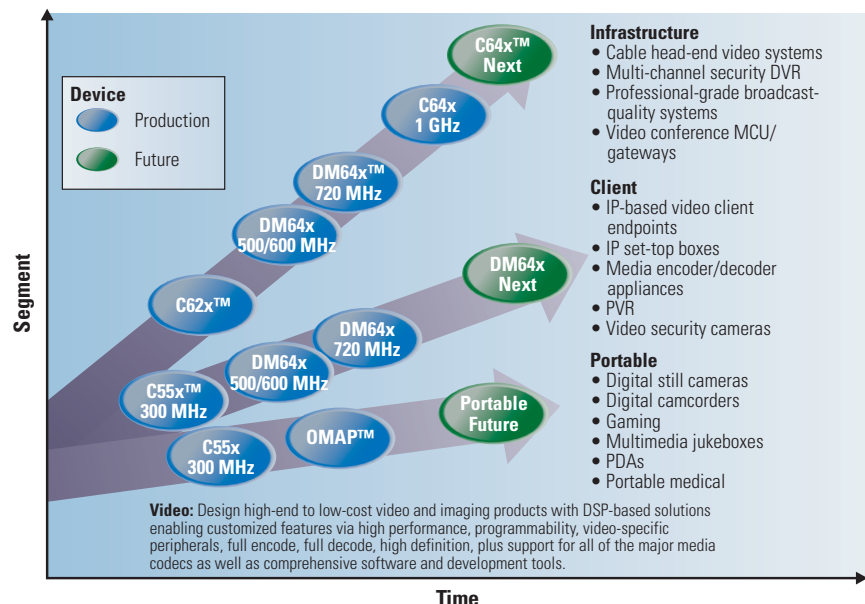 Segment
Device
Production
Future
C64x™
Next
C64x
1 GHz
DM64x™
720 MHz
DM64x
500/600 MHz
C62x™
DM64x
Next
DM64x
720 MHz
DM64x
500/600 MHz
C55x™
300 MHz
Portable
Future
OMAP™
C55x
300 MHz
Infrastructure
• Cable head-end video systems
• Multi-channel security DVR
• Professional-grade broadcast-
quality systems
• Video conference MCU/
gateways
Client
• IP-based video client
endpoints
• IP set-top boxes
• Media encoder/decoder
appliances
• PVR
• Video security cameras
Portable
• Digital still cameras
• Digital camcorders
• Gaming
• Multimedia jukeboxes
• PDAs
• Portable medical
Video: Design high-end to low-cost video and imaging products with DSP-based solutions
enabling customized features via high performance, programmability, video-specific
peripherals, full encode, full decode, high definition, plus support for all of the major media
codecs as well as comprehensive software and development tools.
Time